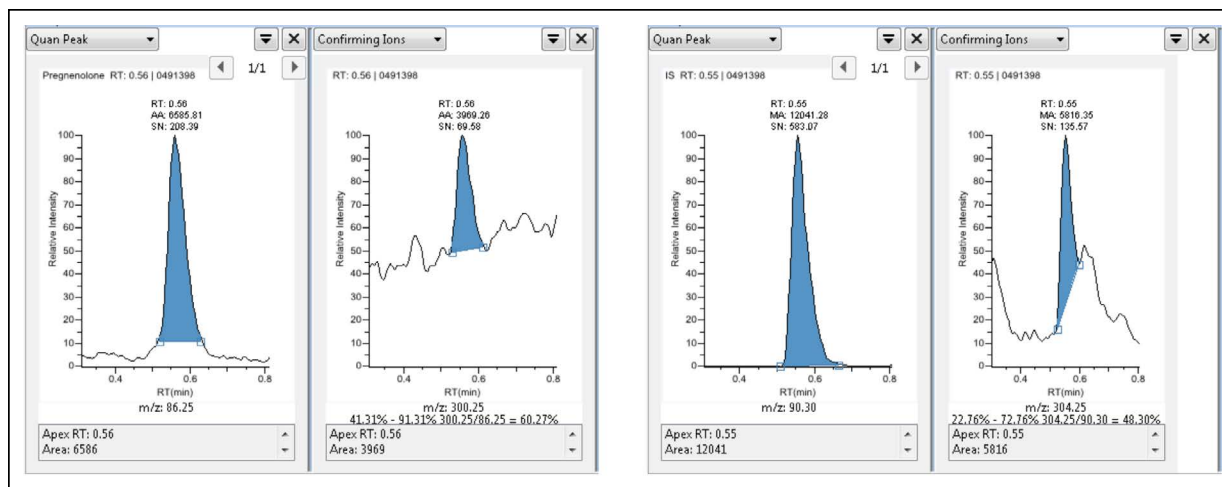 Quan Peak
1/1
Pregnenolone RT: 0.56 | 0491398
RT: 0.56
AA: 6585.81
SN: 208.39
100
90
80
70
60
50
40
30
20
10
0
Relative Intensity
0.4 0.6 0.8
RT(min)
m/z: 86.25
Apex RT: 0.56
Area: 6586
Confirming Ions
RT: 0.56 | 0491398
RT: 0.56
AA: 3969.26
SN: 69.58
100
90
80
70
60
50
40
30
20
10
0
Relative Intensity
0.4 0.6 0.8
RT(min)
m/z: 300.25
41.31% - 91.31% 300.25/86.25 = 60.27%
Apex RT: 0.56
Area: 3969
Quan Peak
1/1
IS RT: 0.55 | 0491398
RT: 0.55
MA: 12041.28
SN: 583.07
100
90
80
70
60
50
40
30
20
10
0
Relative Intensity
0.4 0.6 0.8
RT(min)
m/z: 90.30
Apex RT: 0.55
Area: 12041
Confirming Ions
RT: 0.55 | 0491398
RT: 0.55
MA: 5816.35
SN: 135.57
100
90
80
70
60
50
40
30
20
10
0
Relative Intensity
0.4 0.6 0.8
RT(min)
m/z: 304.25
22.76% - 72.76% 304.25/90.30 = 48.30%
Apex RT: 0.55
Area: 5816